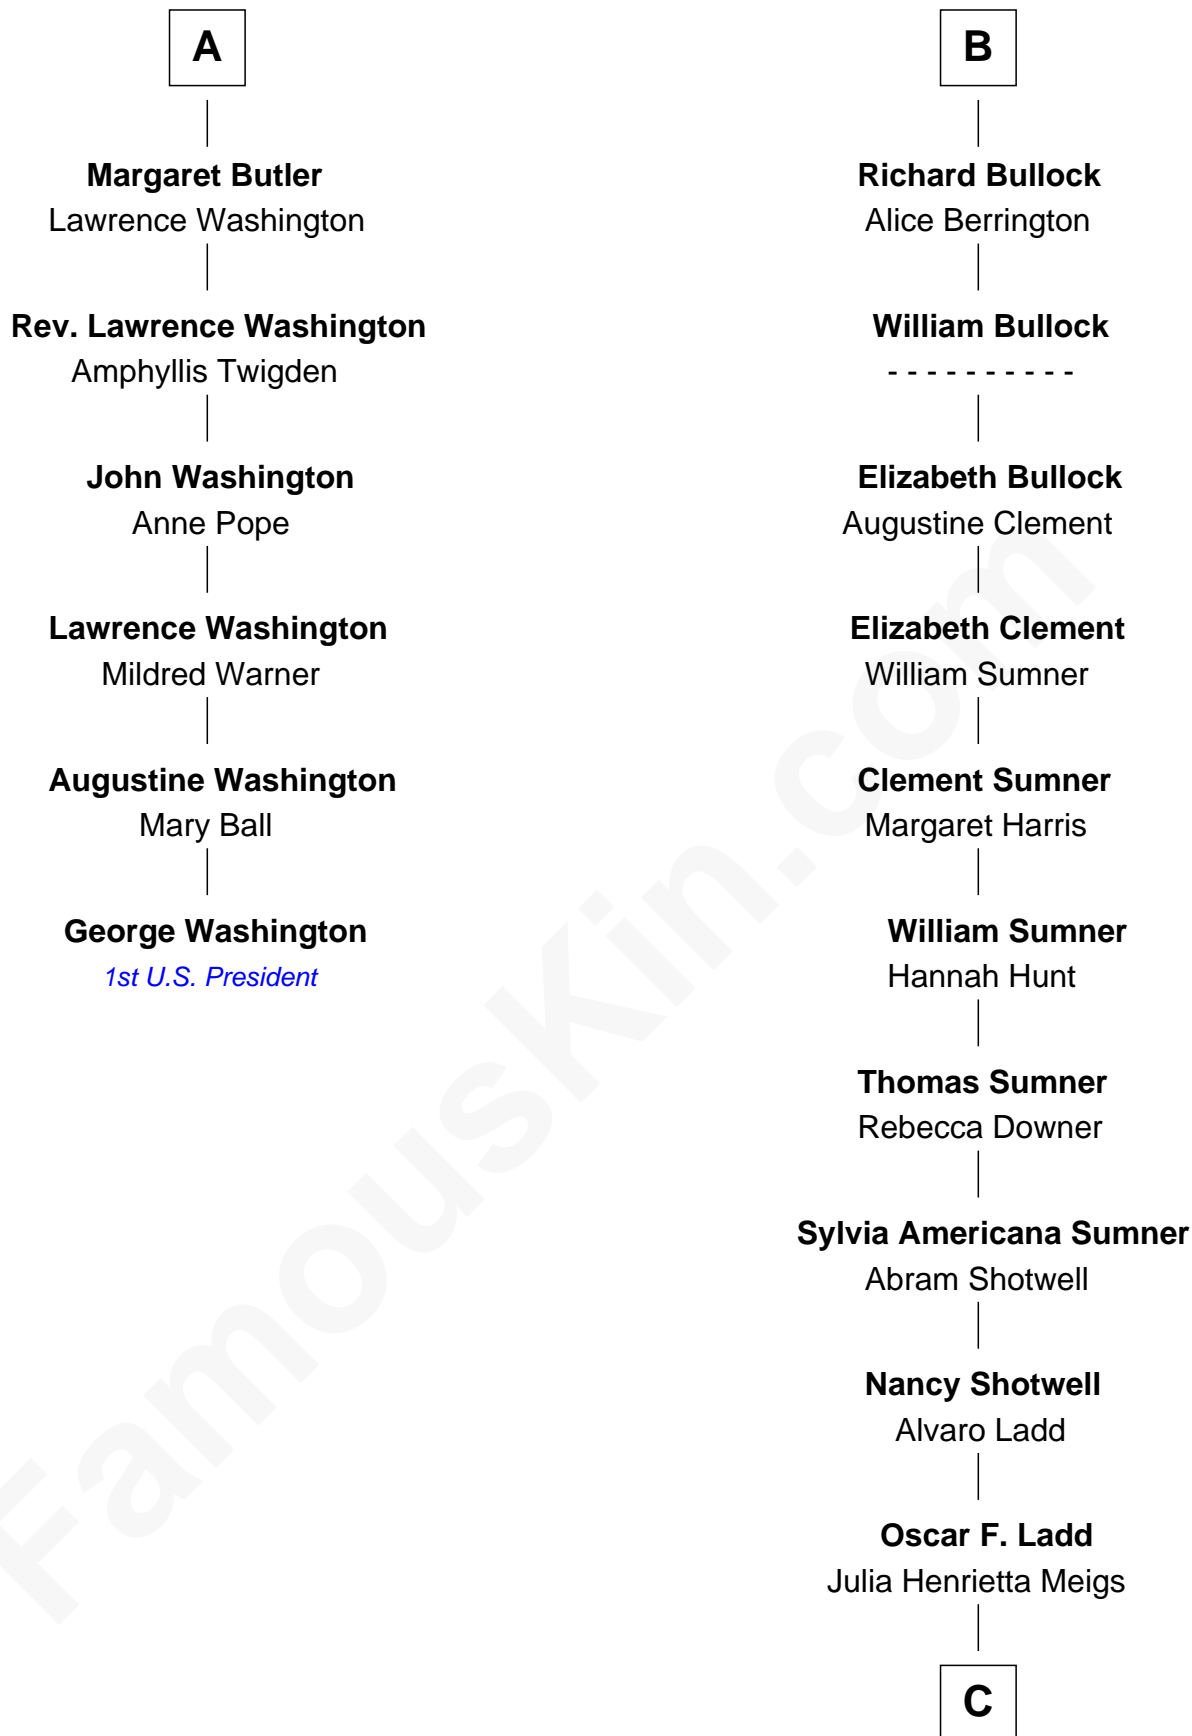 A
Margaret Butler
Lawrence Washington
Rev. Lawrence Washington
Amphyllis Twigden
John Washington
Anne Pope
Lawrence Washington
Mildred Warner
Augustine Washington
Mary Ball
George Washington
1st U.S. President
B
Richard Bullock
Alice Berrington
William Bullock
- - - - - - - - - -
Elizabeth Bullock
Augustine Clement
Elizabeth Clement
William Sumner
Clement Sumner
Margaret Harris
William Sumner
Hannah Hunt
Thomas Sumner
Rebecca Downer
Sylvia Americana Sumner
Abram Shotwell
Nancy Shotwell
Alvaro Ladd
Oscar F. Ladd
Julia Henrietta Meigs
C
FamousKin.com